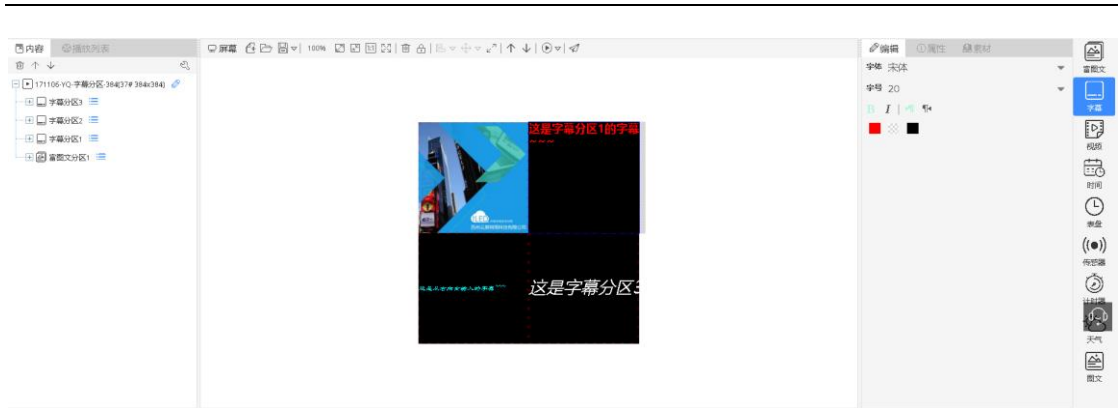 内容
播放列表
屏幕
100%
编辑
属性
素材
171106-YQ-字幕分区-384(37# 384x384)
字幕分区3
字幕分区2
字幕分区1
富图文分区1
这是字幕分区1的字幕
~~~
LED
这是字幕分区3
字体 宋体
字号 20
B I
富图文
字幕
视频
时间
表盘
传感器
计时器
天气
图文